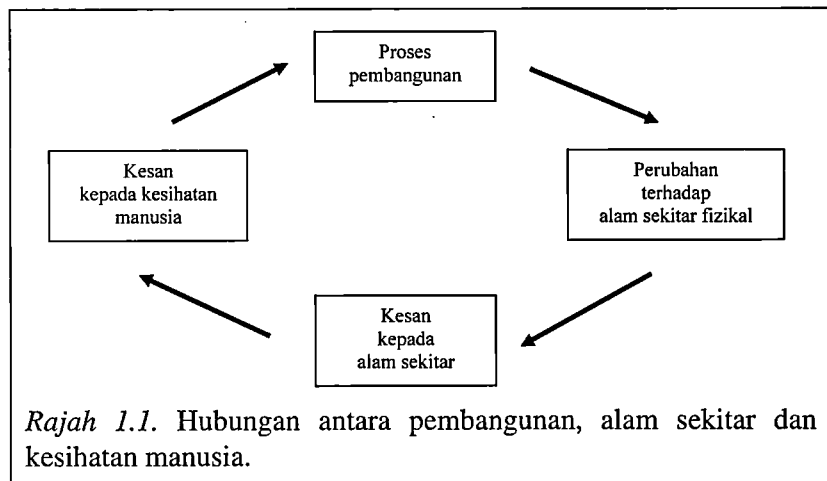 Proses
pembangunan
Perubahan
terhadap
alam sekitar fizikal
Kesan
kepada
alam sekitar
Kesan
kepada kesihatan
manusia
Rajah 1.1. Hubungan antara pembangunan, alam sekitar dan
kesihatan manusia.